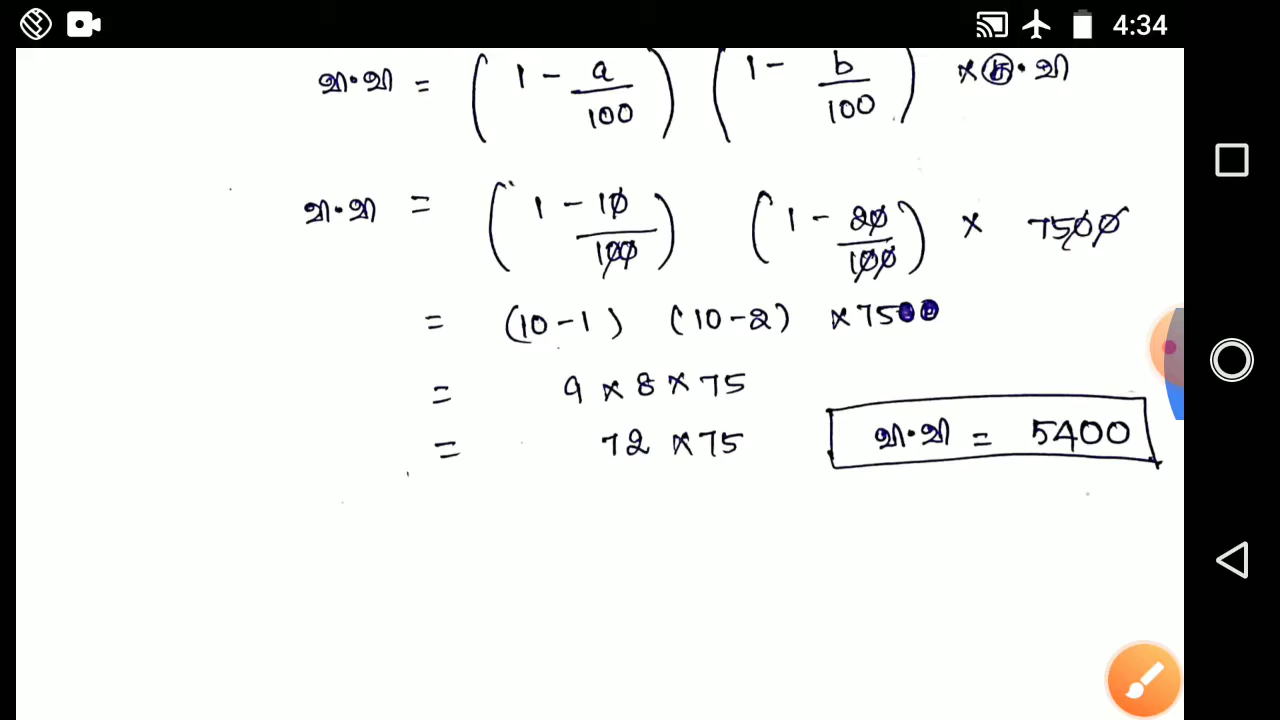 4:34
வி.வி = (1 - a/100) (1 - b/100) × கு.வி
வி.வி = (1 - 10/100) (1 - 20/100) × 7500
= (10 - 1) (10 - 2) × 7500
= 9 × 8 × 75
= 72 × 75
வி.வி = 5400